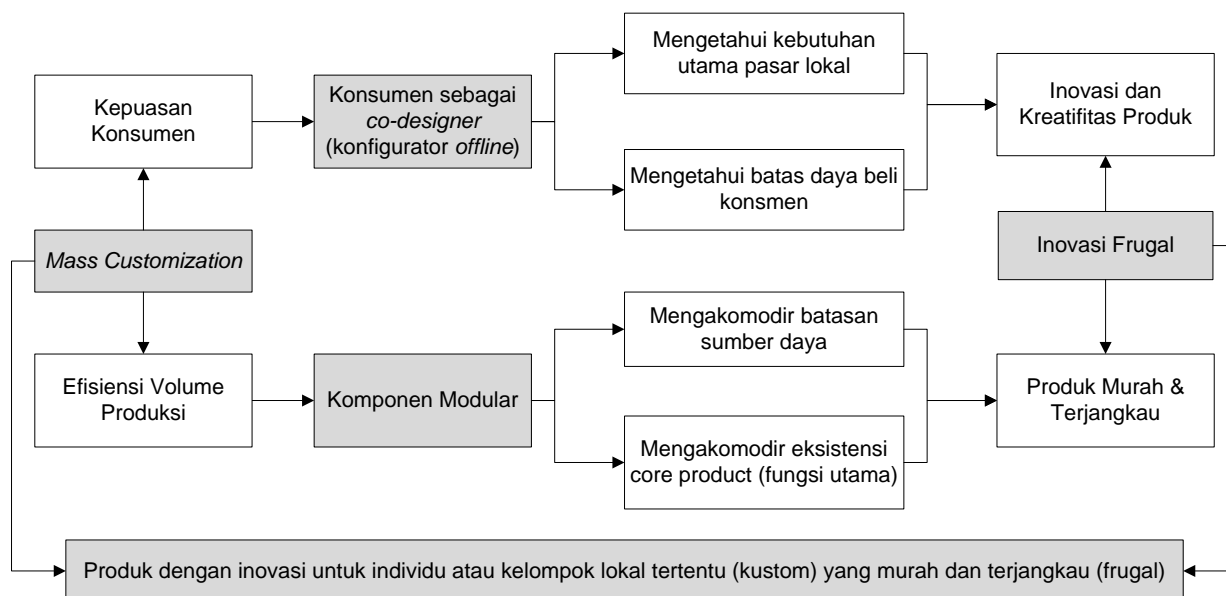 Mengetahui kebutuhan
utama pasar lokal
Kepuasan
Konsumen
Konsumen sebagai
co-designer
(konfigurator offline)
Inovasi dan
Kreatifitas Produk
Mengetahui batas daya beli
konsmen
Mass Customization
Inovasi Frugal
Mengakomodir batasan
sumber daya
Efisiensi Volume
Produksi
Komponen Modular
Produk Murah &
Terjangkau
Mengakomodir eksistensi
core product (fungsi utama)
Produk dengan inovasi untuk individu atau kelompok lokal tertentu (kustom) yang murah dan terjangkau (frugal)